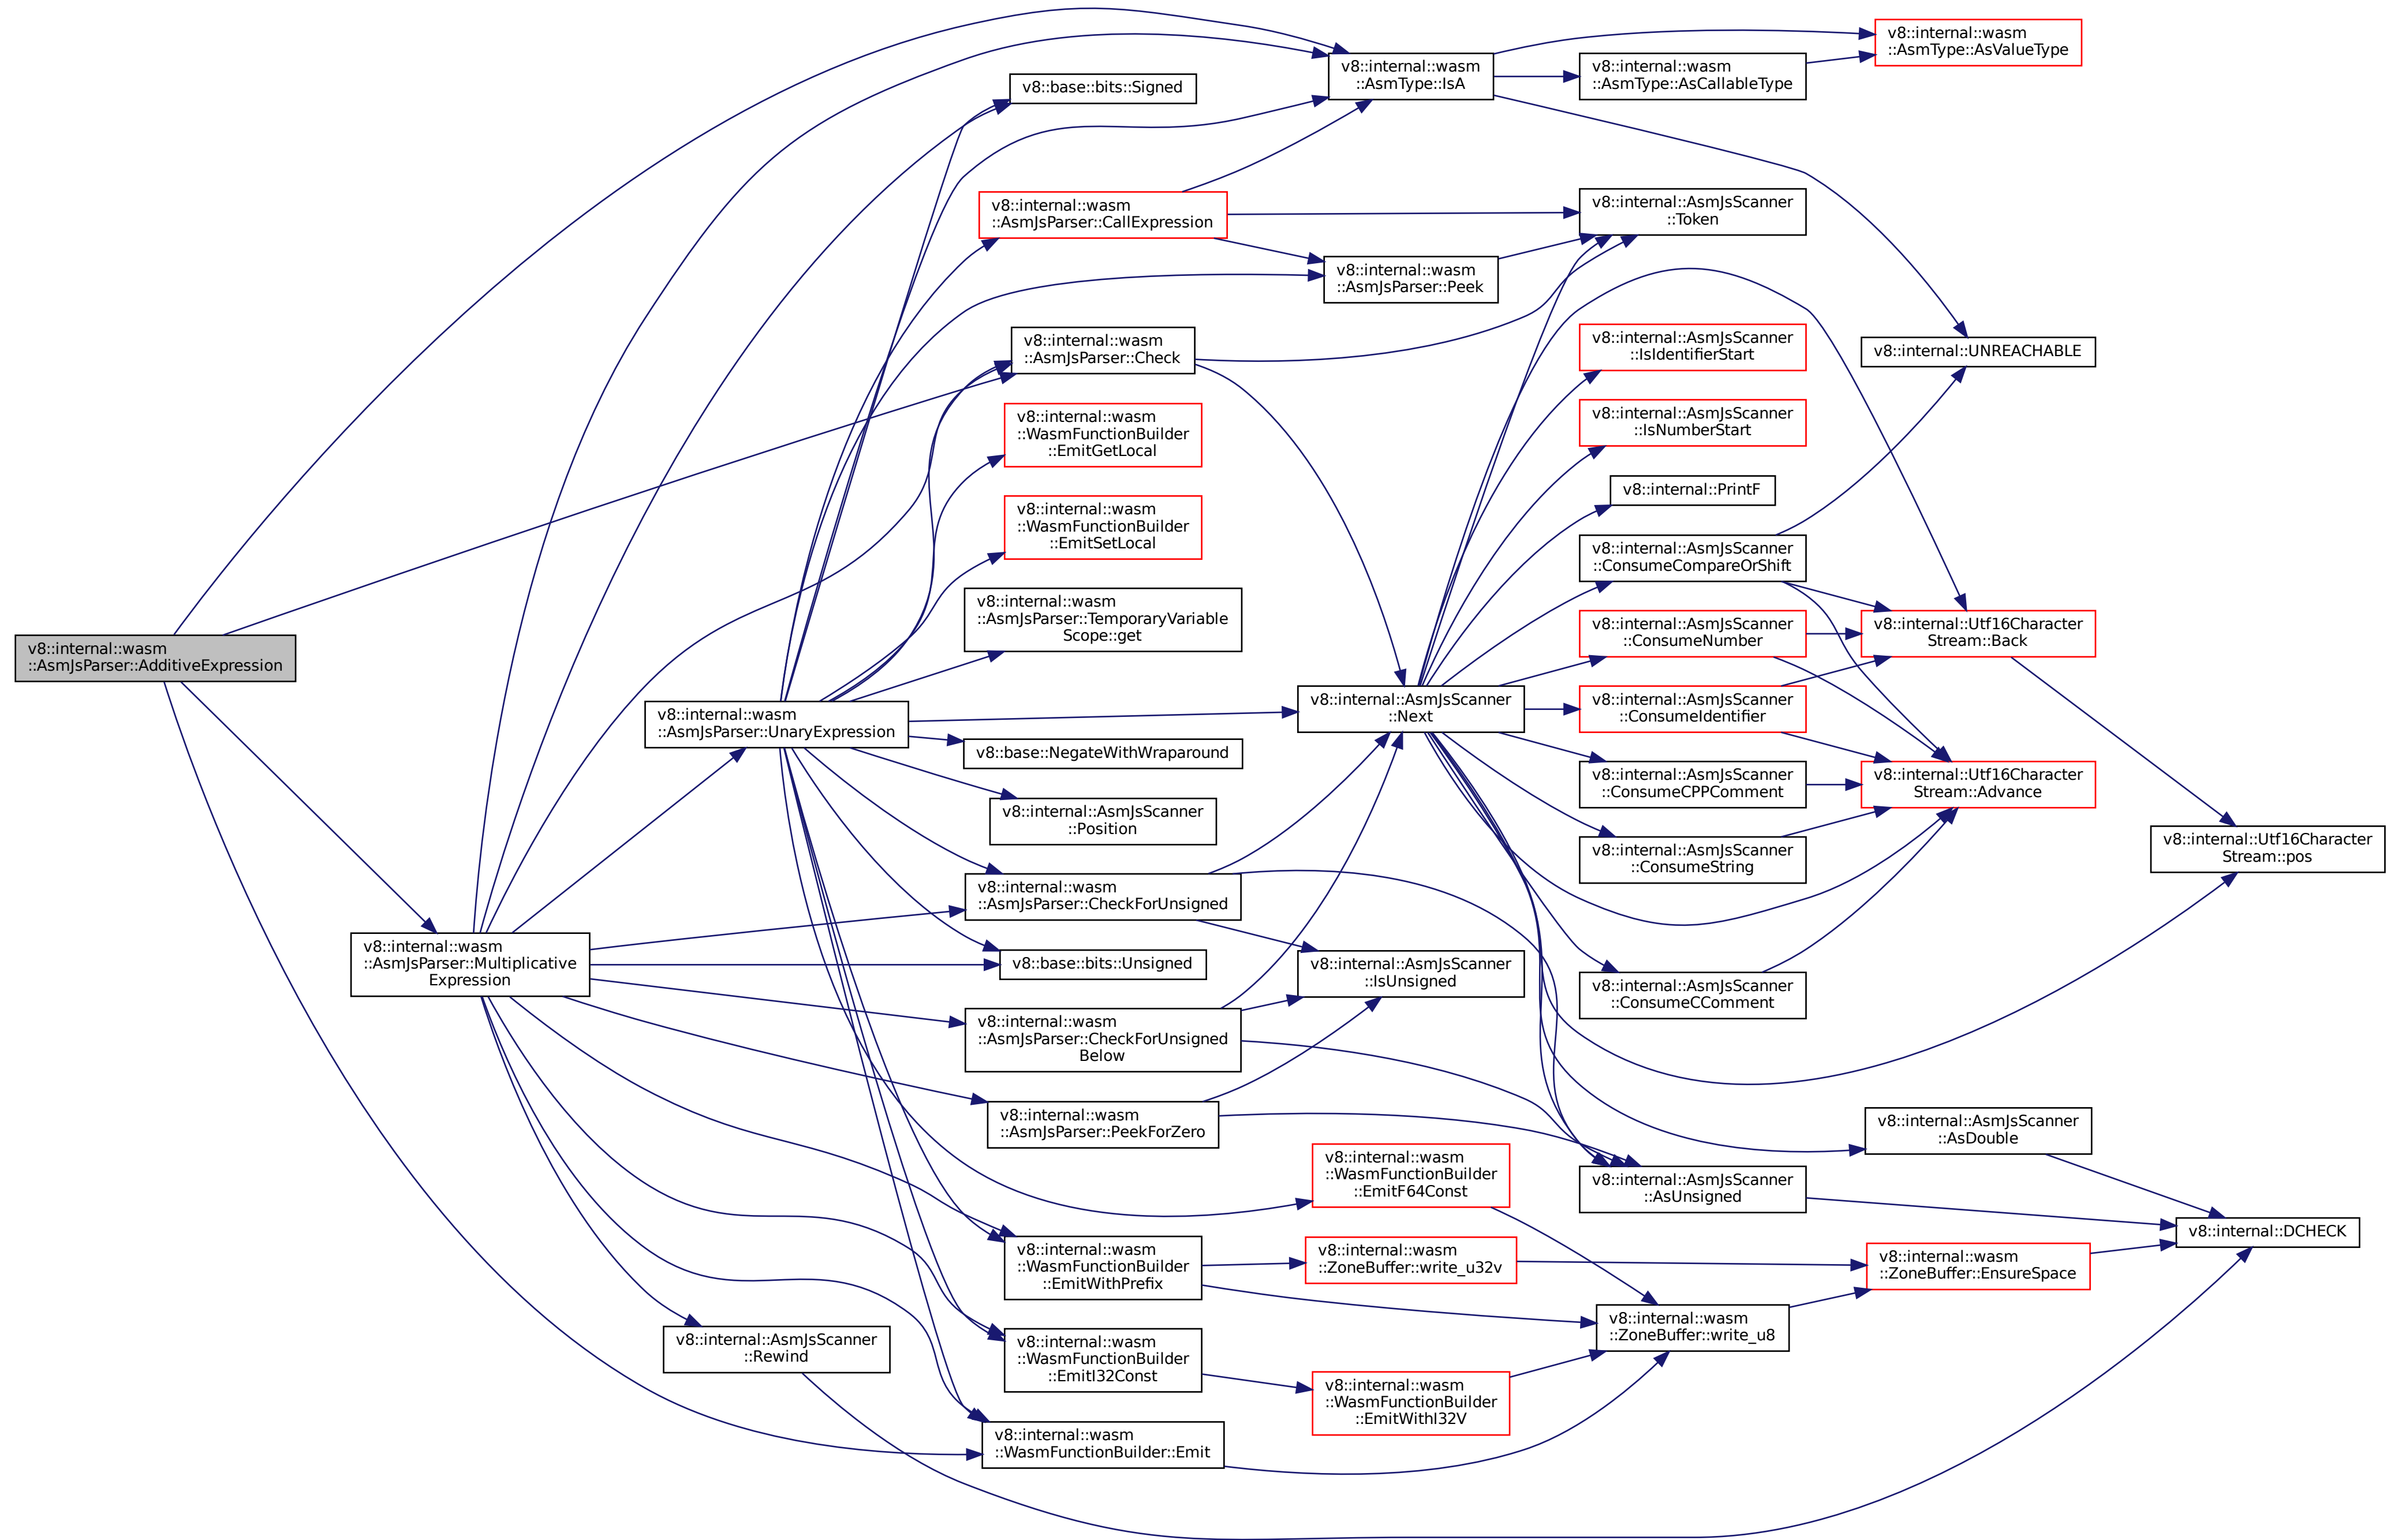 v8::internal::wasm
::AsmJsParser::AdditiveExpression
v8::internal::wasm
::AsmJsParser::Multiplicative
Expression
v8::internal::wasm
::AsmJsParser::UnaryExpression
v8::internal::AsmJsScanner
::Rewind
v8::base::bits::Signed
v8::internal::wasm
::AsmJsParser::CallExpression
v8::internal::wasm
::AsmJsParser::Check
v8::internal::wasm
::WasmFunctionBuilder
::EmitGetLocal
v8::internal::wasm
::WasmFunctionBuilder
::EmitSetLocal
v8::internal::wasm
::AsmJsParser::TemporaryVariable
Scope::get
v8::base::NegateWithWraparound
v8::internal::AsmJsScanner
::Position
v8::internal::wasm
::AsmJsParser::CheckForUnsigned
v8::base::bits::Unsigned
v8::internal::wasm
::AsmJsParser::CheckForUnsigned
Below
v8::internal::wasm
::AsmJsParser::PeekForZero
v8::internal::wasm
::WasmFunctionBuilder
::EmitWithPrefix
v8::internal::wasm
::WasmFunctionBuilder
::EmitI32Const
v8::internal::wasm
::WasmFunctionBuilder::Emit
v8::internal::wasm
::AsmType::IsA
v8::internal::wasm
::AsmJsParser::Peek
v8::internal::AsmJsScanner
::Next
v8::internal::AsmJsScanner
::IsUnsigned
v8::internal::wasm
::WasmFunctionBuilder
::EmitF64Const
v8::internal::wasm
::ZoneBuffer::write_u32v
v8::internal::wasm
::WasmFunctionBuilder
::EmitWithI32V
v8::internal::wasm
::AsmType::AsCallableType
v8::internal::AsmJsScanner
::Token
v8::internal::AsmJsScanner
::IsIdentifierStart
v8::internal::AsmJsScanner
::IsNumberStart
v8::internal::PrintF
v8::internal::AsmJsScanner
::ConsumeCompareOrShift
v8::internal::AsmJsScanner
::ConsumeNumber
v8::internal::AsmJsScanner
::ConsumeIdentifier
v8::internal::AsmJsScanner
::ConsumeCPPComment
v8::internal::AsmJsScanner
::ConsumeString
v8::internal::AsmJsScanner
::ConsumeCComment
v8::internal::AsmJsScanner
::AsUnsigned
v8::internal::wasm
::ZoneBuffer::write_u8
v8::internal::wasm
::AsmType::AsValueType
v8::internal::UNREACHABLE
v8::internal::Utf16Character
Stream::Back
v8::internal::Utf16Character
Stream::Advance
v8::internal::AsmJsScanner
::AsDouble
v8::internal::wasm
::ZoneBuffer::EnsureSpace
v8::internal::Utf16Character
Stream::pos
v8::internal::DCHECK